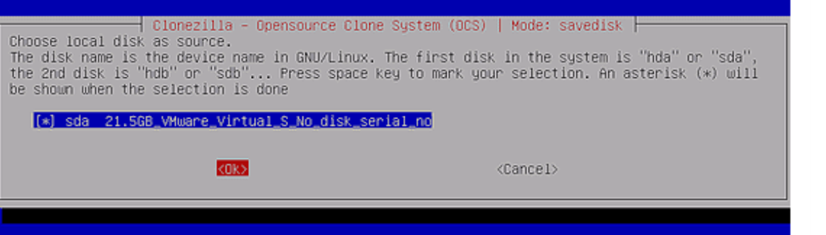 Clonezilla - Opensource Clone System (OCS) | Mode: savedisk
Choose local disk as source.
The disk name is the device name in GNU/Linux. The first disk in the system is "hda" or "sda",
the 2nd disk is "hdb" or "sdb"... Press space key to mark your selection. An asterisk (*) will
be shown when the selection is done
[*] sda 21.5GB_VMware_Virtual_S_No_disk_serial_no
<Ok> <Cancel>